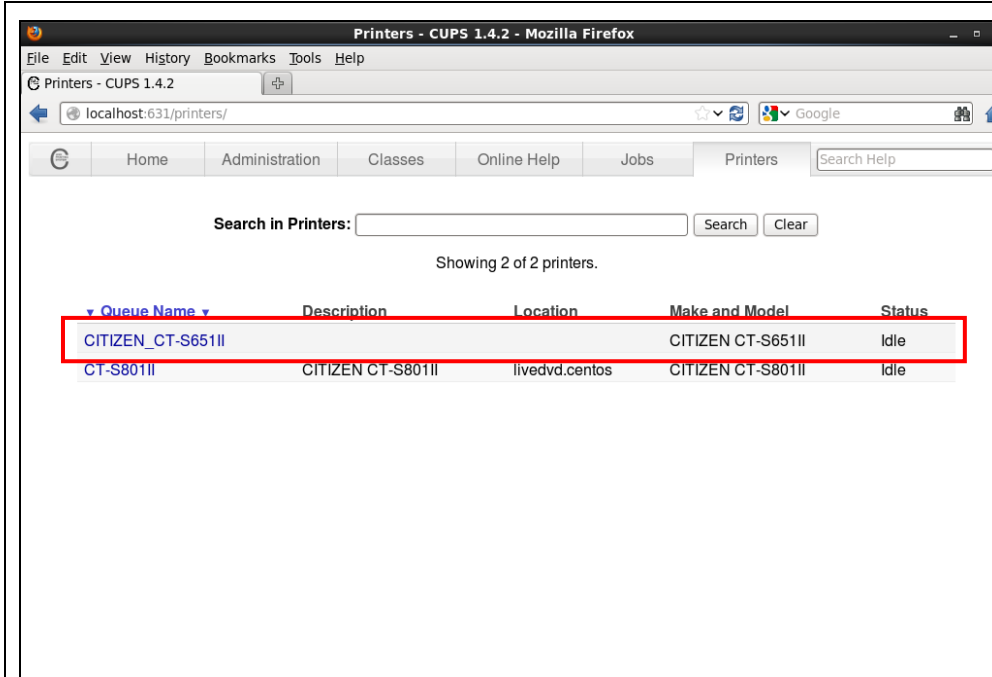 Printers - CUPS 1.4.2 - Mozilla Firefox
File Edit View History Bookmarks Tools Help
Printers - CUPS 1.4.2
localhost:631/printers/ Google
Home Administration Classes Online Help Jobs Printers Search Help
Search in Printers: Search Clear
Showing 2 of 2 printers.
▼ Queue Name ▼ Description Location Make and Model Status
CITIZEN_CT-S651II CITIZEN CT-S651II Idle
CT-S801II CITIZEN CT-S801II livedvd.centos CITIZEN CT-S801II Idle